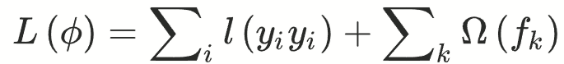 L(ϕ) = ∑_i l(y_i y_i) + ∑_k Ω(f_k)